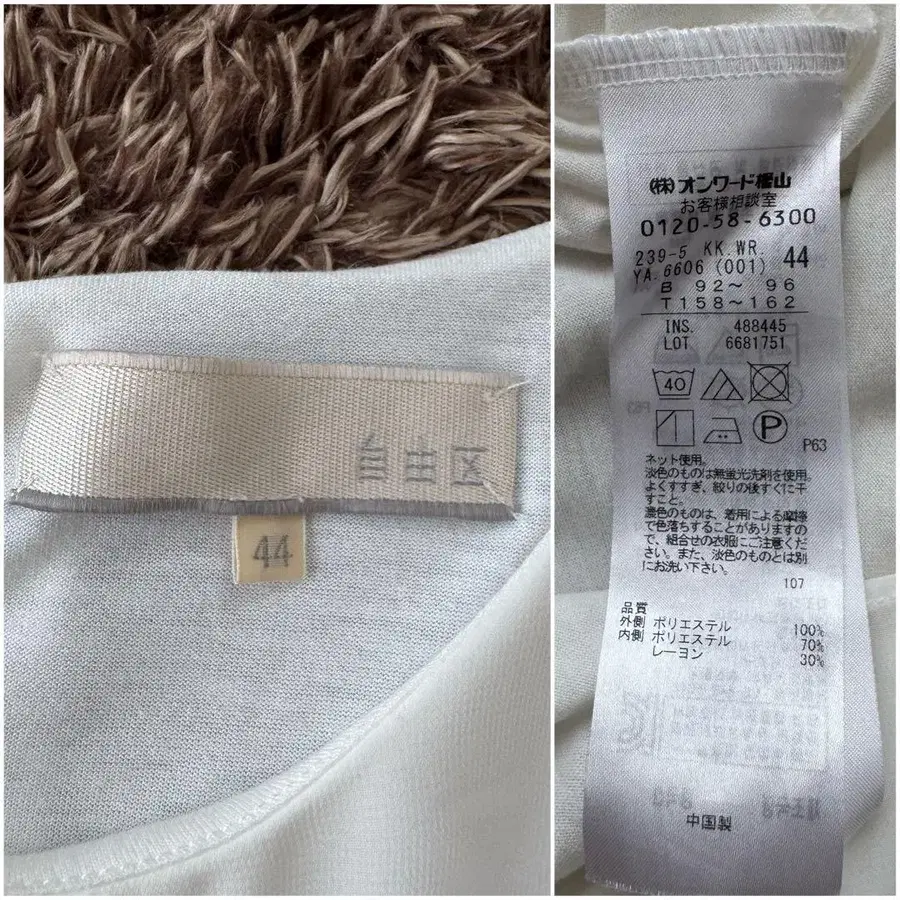 自由区
44
(株)オンワード樫山
お客様相談室
0120-58-6300
239-5 KK.WR.
YA.6606 (001) 44
B 92～ 96
T158～162
INS. 488445
LOT 6681751
40
P
P63
ネット使用。
淡色のものは無蛍光洗剤を使用。
よくすすぎ、絞りの後すぐに干
すこと。
濃色のものは、着用による摩擦
で色落ちすることがありますの
で、組合せの衣服にご注意くだ
さい。また、淡色のものとは別
にお洗い下さい。
107
品質
外側 ポリエステル 100%
内側 ポリエステル 70%
レーヨン 30%
中国製